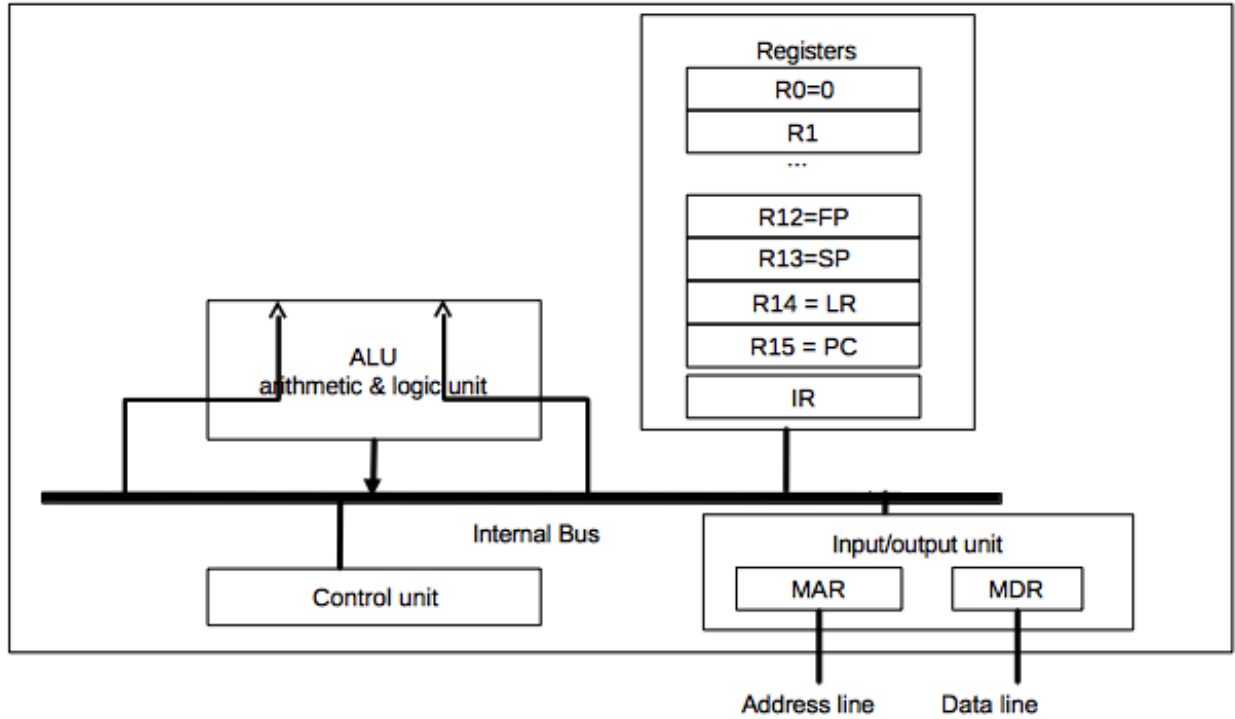 Registers
R0=0
R1
...
R12=FP
R13=SP
R14 = LR
R15 = PC
IR
ALU
arithmetic & logic unit
Internal Bus
Control unit
Input/output unit
MAR
MDR
Address line
Data line